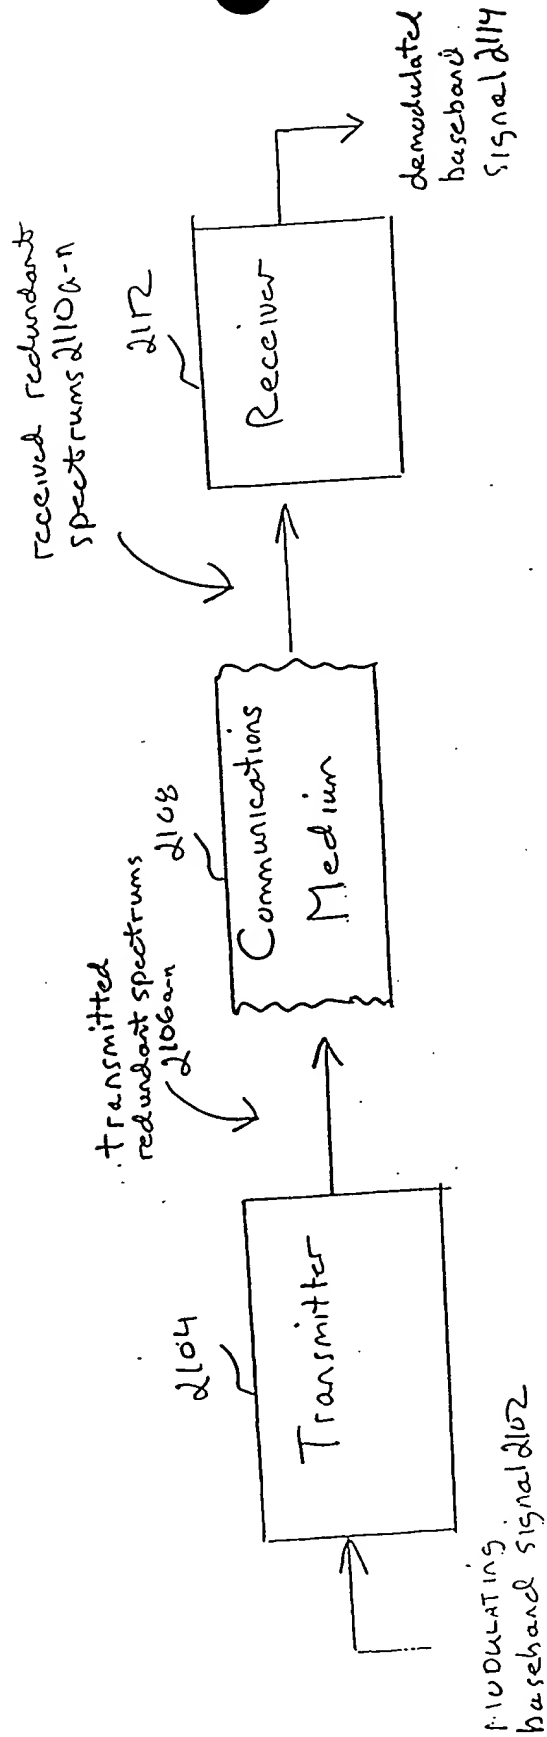 MODULATING
baseband signal 2102
2104
Transmitter
transmitted
redundant spectrums
2106a-n
2108
Communications
Medium
received redundant
spectrums 2110a-n
2112
Receiver
demodulated
baseband
signal 2114